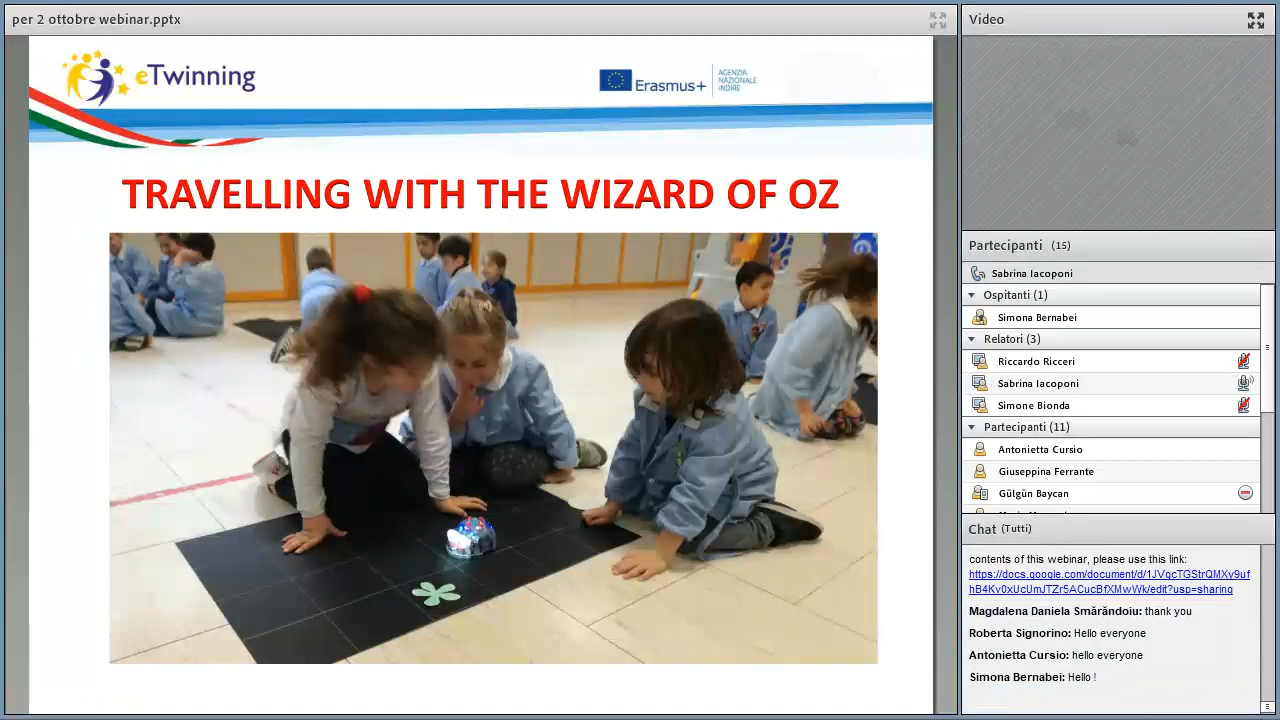 per 2 ottobre webinar.pptx
eTwinning
Erasmus+
AGENZIA
NAZIONALE
INDIRE
TRAVELLING WITH THE WIZARD OF OZ
Video
Partecipanti (15)
Sabrina Iacoponi
Ospitanti (1)
Simona Bernabei
Relatori (3)
Riccardo Ricceri
Sabrina Iacoponi
Simone Bionda
Partecipanti (11)
Antonietta Cursio
Giuseppina Ferrante
Gülgün Baycan
Chat (Tutti)
contents of this webinar, please use this link:
https://docs.google.com/document/d/1JVqcTGStrQMXy9uf
hB4Kv0xUcUmJTZr5ACucBfXMwWk/edit?usp=sharing
Magdalena Daniela Smărăndoiu: thank you
Roberta Signorino: Hello everyone
Antonietta Cursio: hello everyone
Simona Bernabei: Hello !